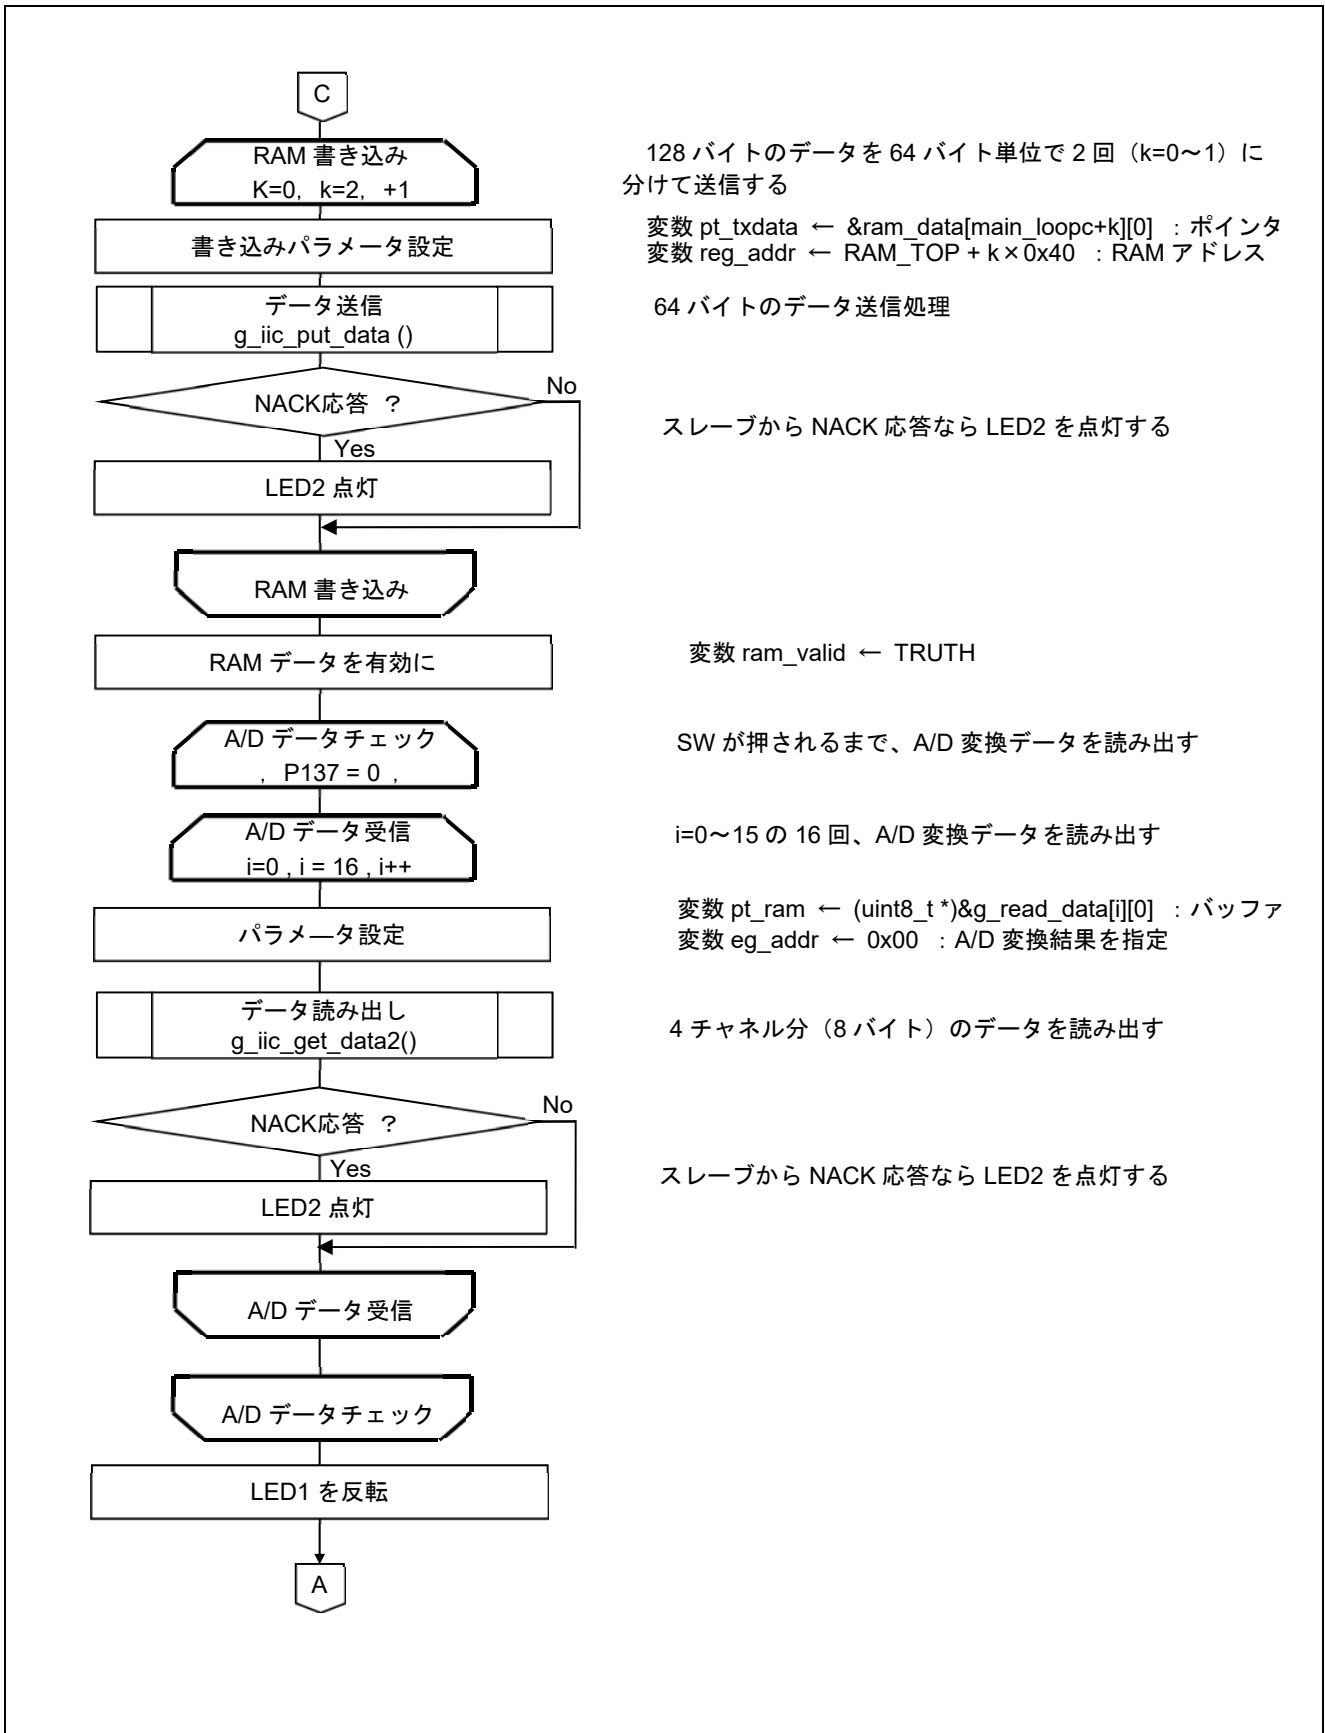 C
RAM 書き込み
K=0, k=2, +1
128 バイトのデータを 64 バイト単位で 2 回（k=0～1）に
分けて送信する
書き込みパラメータ設定
変数 pt_txdata ← &ram_data[main_loopc+k][0] ：ポインタ
変数 reg_addr ← RAM_TOP + k×0x40 ：RAM アドレス
データ送信
g_iic_put_data ()
64 バイトのデータ送信処理
NACK応答 ？
No
Yes
スレーブから NACK 応答なら LED2 を点灯する
LED2 点灯
RAM 書き込み
RAM データを有効に
変数 ram_valid ← TRUTH
A/D データチェック
, P137 = 0 ,
SW が押されるまで、A/D 変換データを読み出す
A/D データ受信
i=0 , i = 16 , i++
i=0～15 の 16 回、A/D 変換データを読み出す
パラメ―タ設定
変数 pt_ram ← (uint8_t *)&g_read_data[i][0] ：バッファ
変数 eg_addr ← 0x00 ：A/D 変換結果を指定
データ読み出し
g_iic_get_data2()
4 チャネル分（8 バイト）のデータを読み出す
NACK応答 ？
No
Yes
スレーブから NACK 応答なら LED2 を点灯する
LED2 点灯
A/D データ受信
A/D データチェック
LED1 を反転
A